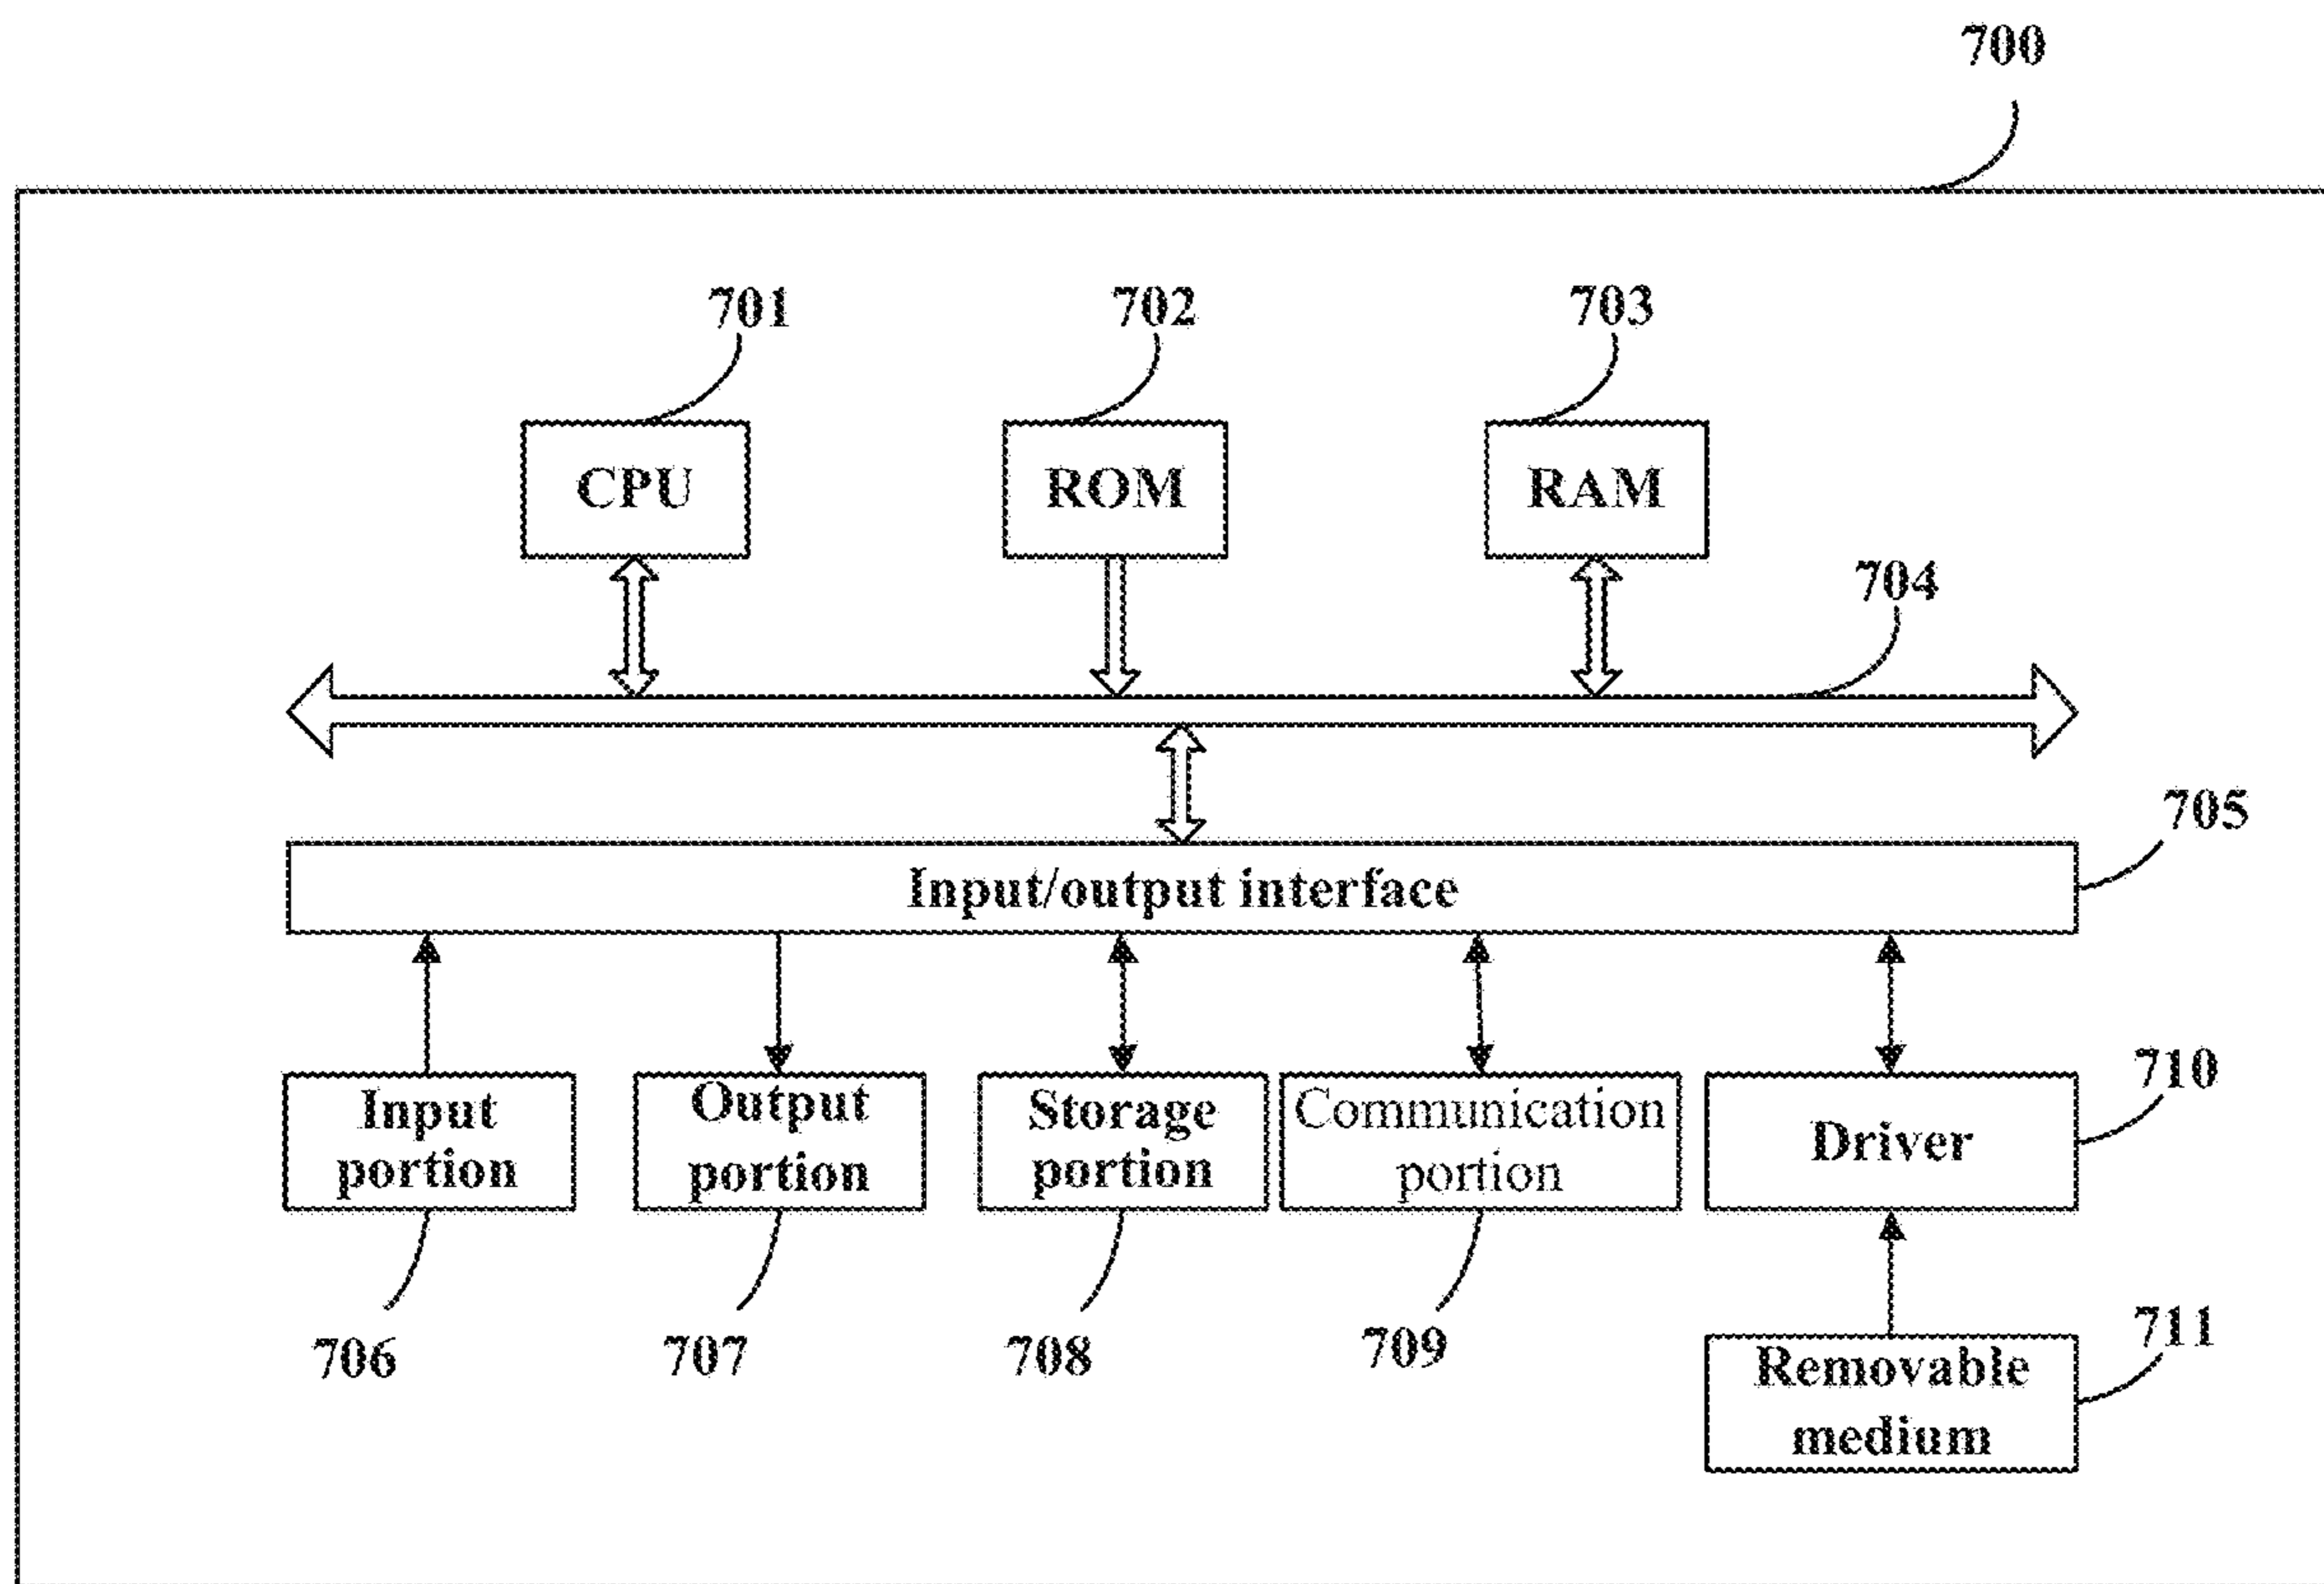 700
701
702
703
CPU
ROM
RAM
704
705
Input/output interface
710
Input
portion
Output
portion
Storage
portion
Communication
portion
Driver
706
707
708
709
711
Removable
medium